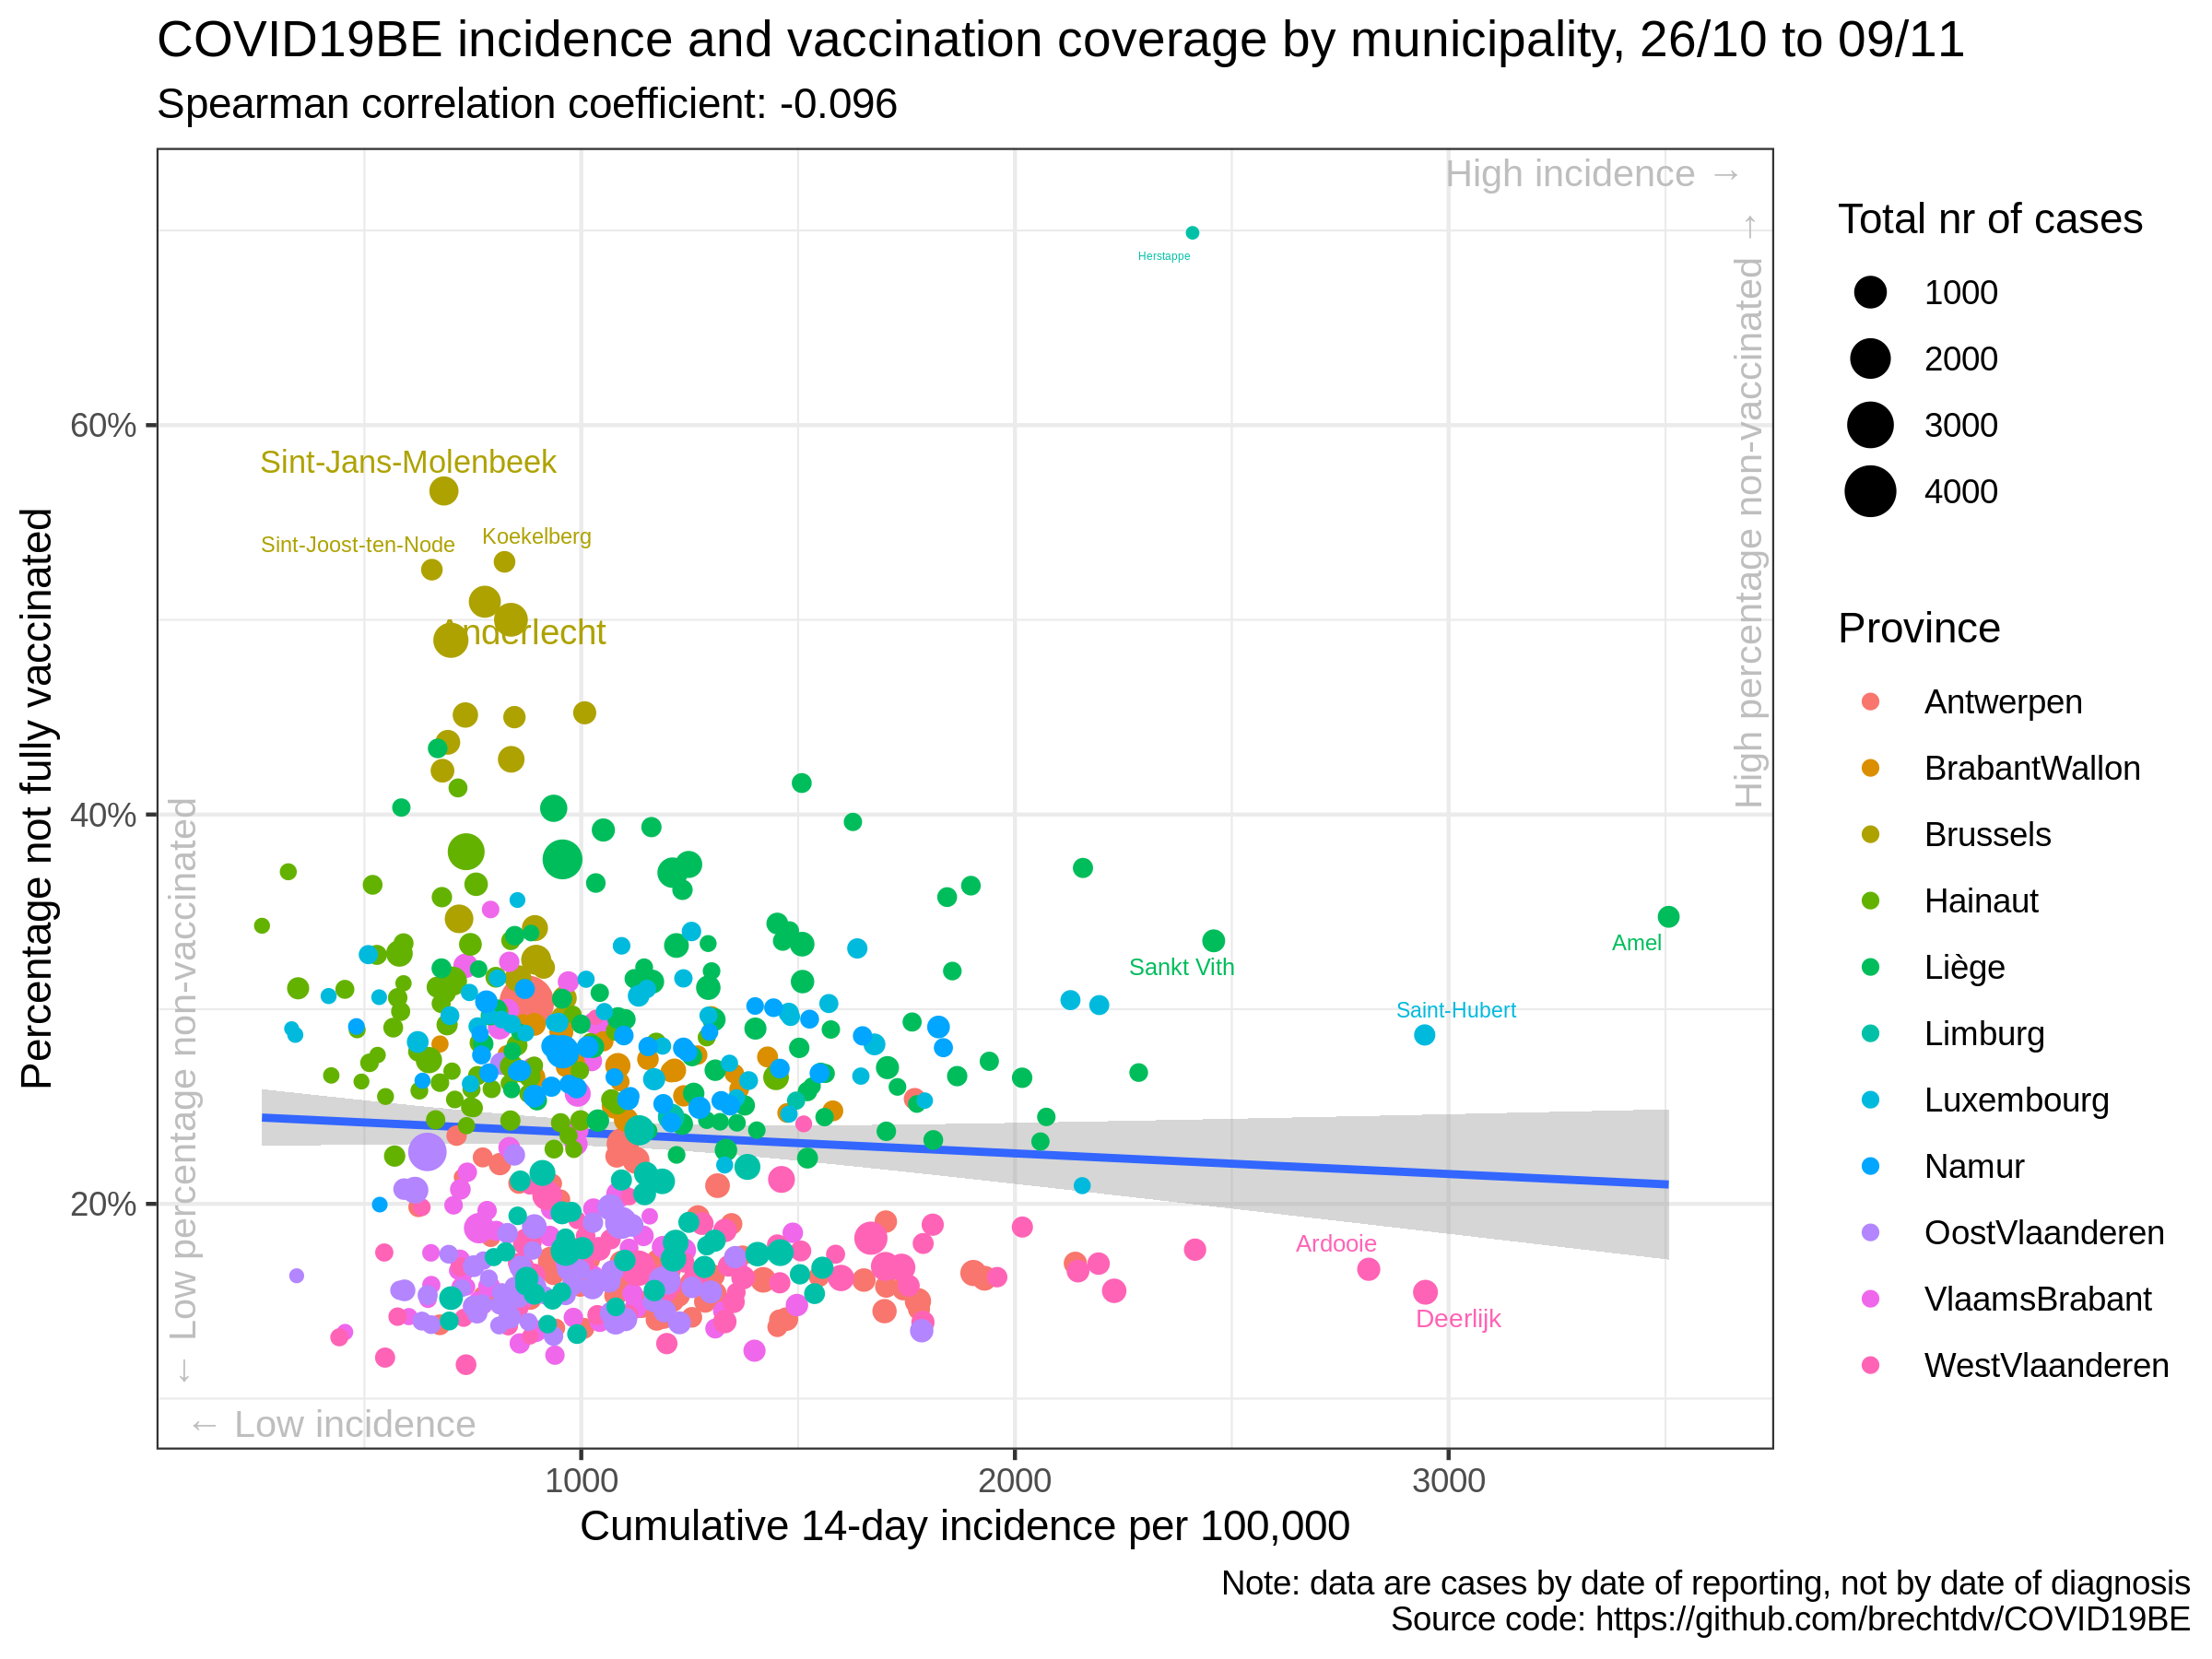 COVID19BE incidence and vaccination coverage by municipality, 26/10 to 09/11
Spearman correlation coefficient: -0.096
High incidence →
High percentage non-vaccinated →
Herstappe
Sint-Jans-Molenbeek
Sint-Joost-ten-Node
Koekelberg
Anderlecht
Amel
Sankt Vith
Saint-Hubert
Ardooie
Deerlijk
← Low percentage non-vaccinated
← Low incidence
Percentage not fully vaccinated
60%
40%
20%
1000
2000
3000
Cumulative 14-day incidence per 100,000
Total nr of cases
1000
2000
3000
4000
Province
Antwerpen
BrabantWallon
Brussels
Hainaut
Liège
Limburg
Luxembourg
Namur
OostVlaanderen
VlaamsBrabant
WestVlaanderen
Note: data are cases by date of reporting, not by date of diagnosis
Source code: https://github.com/brechtdv/COVID19BE